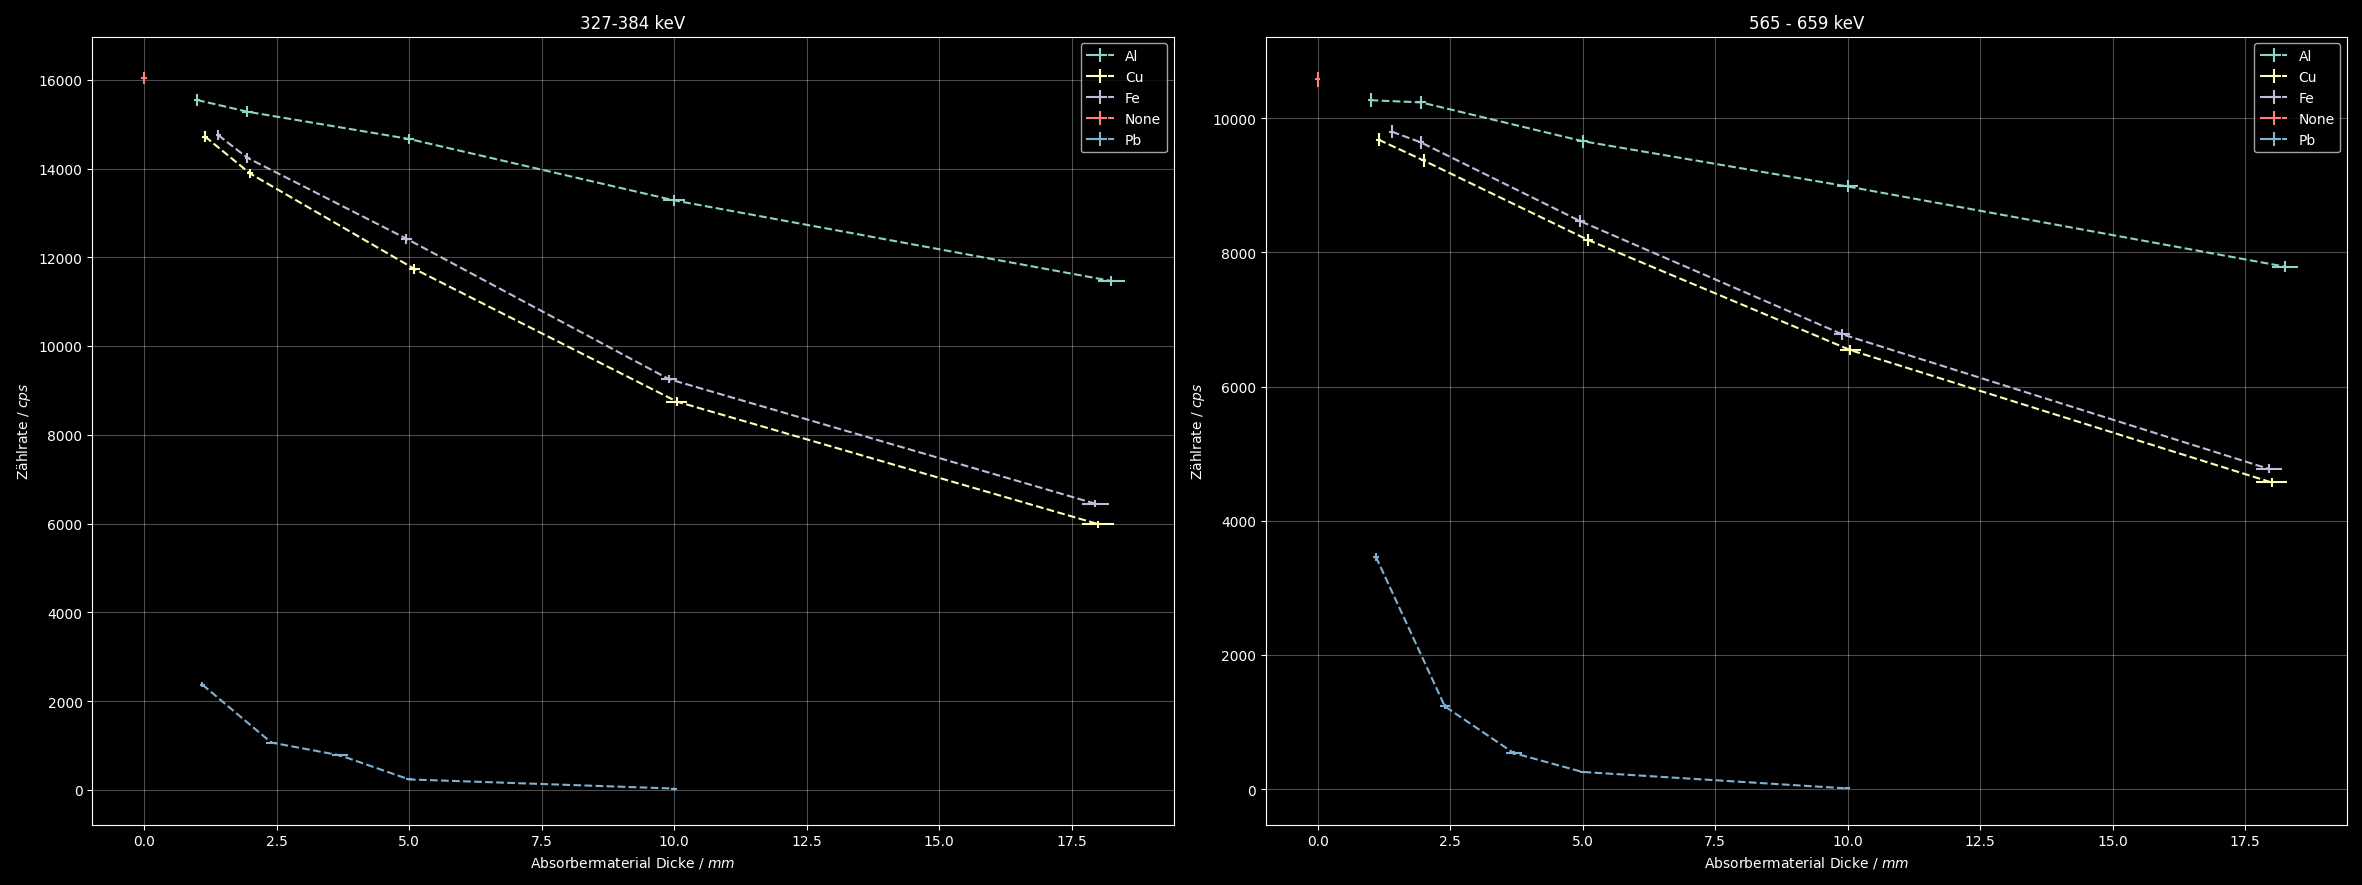 327-384 keV
16000
14000
12000
10000
8000
6000
4000
2000
0
Zählrate / cps
0.0 2.5 5.0 7.5 10.0 12.5 15.0 17.5
Absorbermaterial Dicke / mm
Al
Cu
Fe
None
Pb
565 - 659 keV
10000
8000
6000
4000
2000
0
Zählrate / cps
0.0 2.5 5.0 7.5 10.0 12.5 15.0 17.5
Absorbermaterial Dicke / mm
Al
Cu
Fe
None
Pb